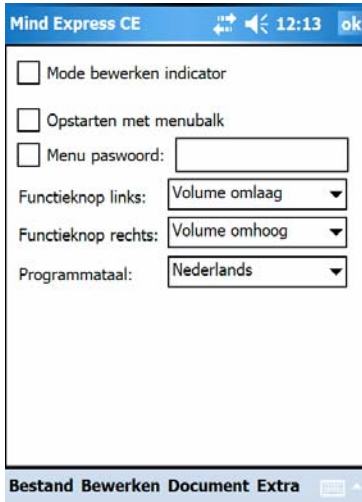 Mind Express CE 12:13 ok
Mode bewerken indicator
Opstarten met menubalk
Menu paswoord:
Functieknop links: Volume omlaag
Functieknop rechts: Volume omhoog
Programmataal: Nederlands
Bestand Bewerken Document Extra